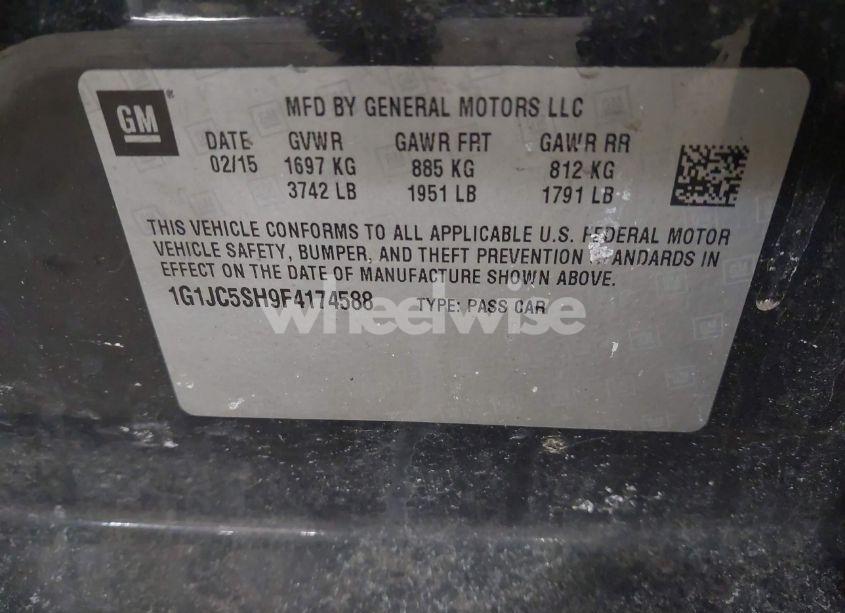 GM ® MFD BY GENERAL MOTORS LLC
DATE GVWR GAWR FRT GAWR RR
02/15 1697 KG 885 KG 812 KG
3742 LB 1951 LB 1791 LB
THIS VEHICLE CONFORMS TO ALL APPLICABLE U.S. FEDERAL MOTOR
VEHICLE SAFETY, BUMPER, AND THEFT PREVENTION STANDARDS IN
EFFECT ON THE DATE OF MANUFACTURE SHOWN ABOVE.
1G1JC5SH9F4174588 TYPE: PASS CAR
wheelwise